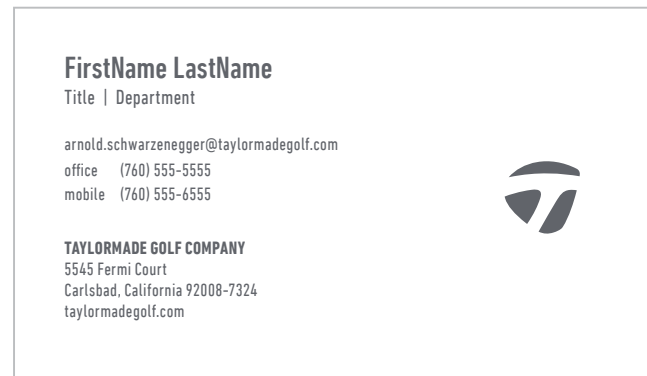 FirstName LastName
Title | Department
arnold.schwarzenegger@taylormadegolf.com
office (760) 555-5555
mobile (760) 555-6555
TAYLORMADE GOLF COMPANY
5545 Fermi Court
Carlsbad, California 92008-7324
taylormadegolf.com